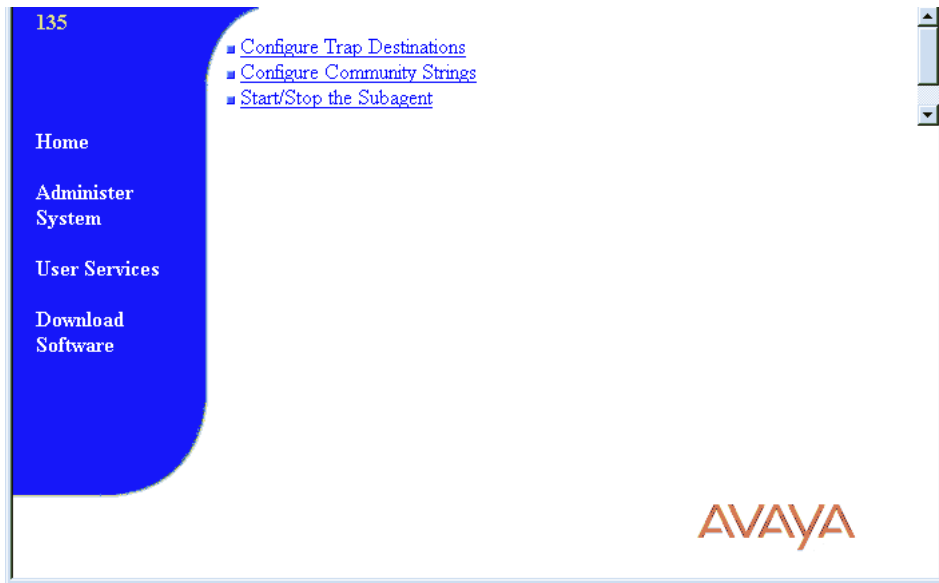 135
Configure Trap Destinations
Configure Community Strings
Start/Stop the Subagent
Home
Administer
System
User Services
Download
Software
AVAYA